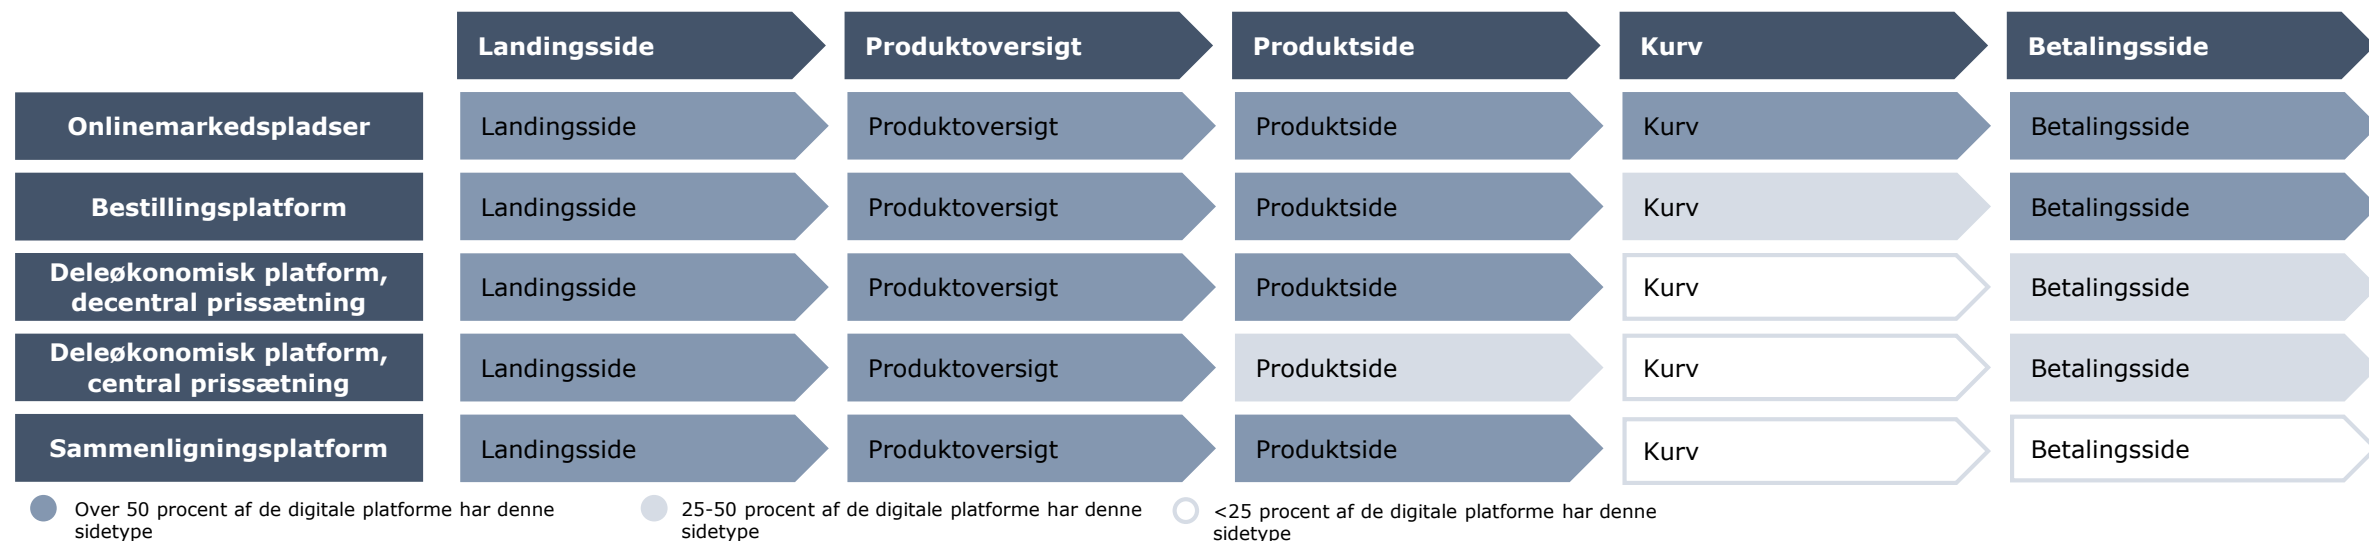 Landingsside Produktoversigt Produktside Kurv Betalingsside
Onlinemarkedspladser Landingsside Produktoversigt Produktside Kurv Betalingsside
Bestillingsplatform Landingsside Produktoversigt Produktside Kurv Betalingsside
Deleøkonomisk platform,
decentral prissætning Landingsside Produktoversigt Produktside Kurv Betalingsside
Deleøkonomisk platform,
central prissætning Landingsside Produktoversigt Produktside Kurv Betalingsside
Sammenligningsplatform Landingsside Produktoversigt Produktside Kurv Betalingsside
Over 50 procent af de digitale platforme har denne
sidetype
25-50 procent af de digitale platforme har denne
sidetype
<25 procent af de digitale platforme har denne
sidetype